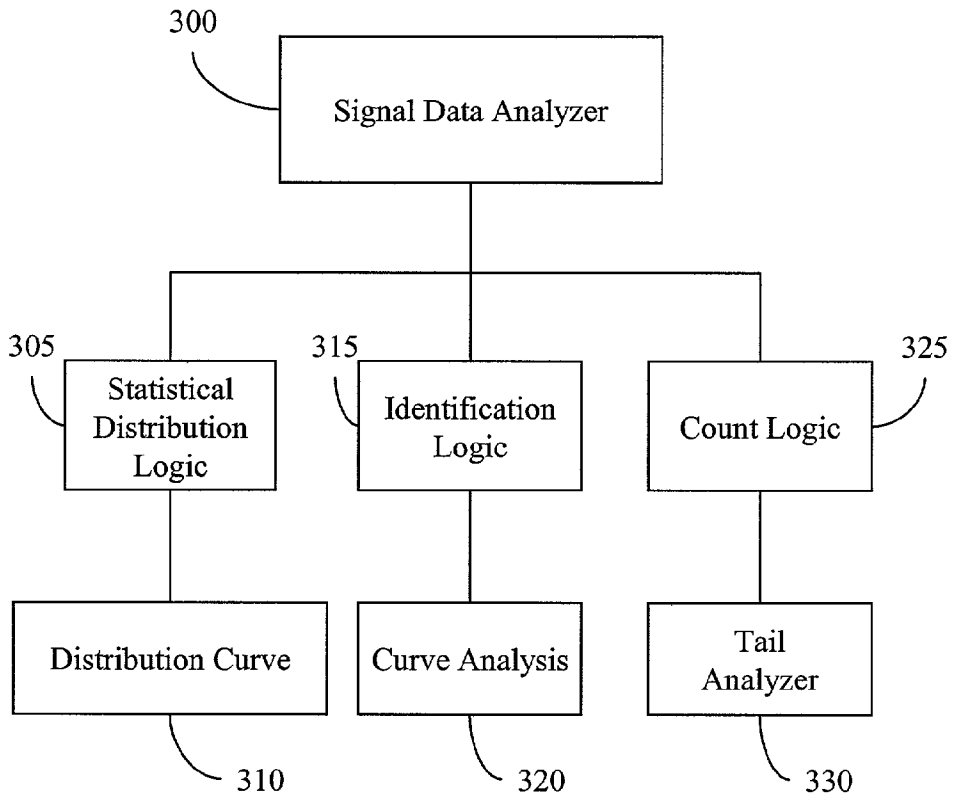 300
Signal Data Analyzer
305
Statistical
Distribution
Logic
315
Identification
Logic
325
Count Logic
Distribution Curve
310
Curve Analysis
320
Tail
Analyzer
330